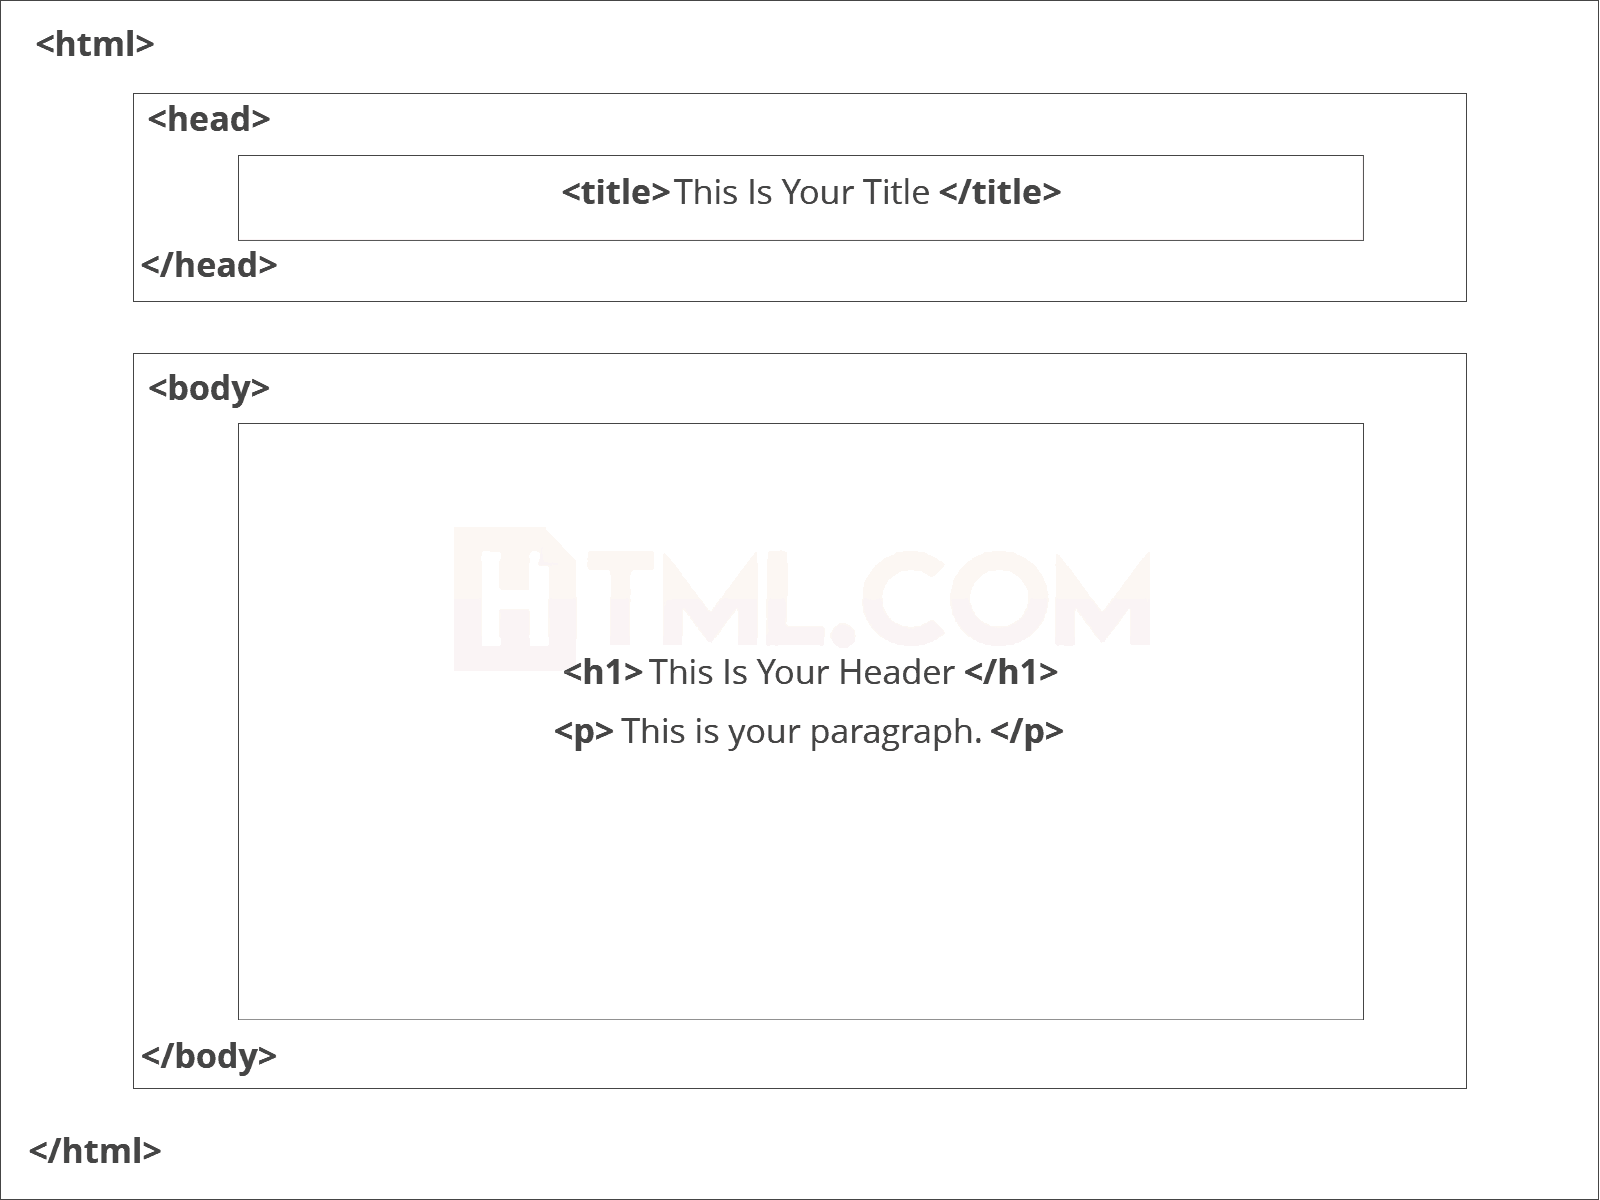 <html>
<head>
<title>This Is Your Title </title>
</head>
<body>
HTML.COM
<h1> This Is Your Header </h1>
<p> This is your paragraph. </p>
</body>
</html>